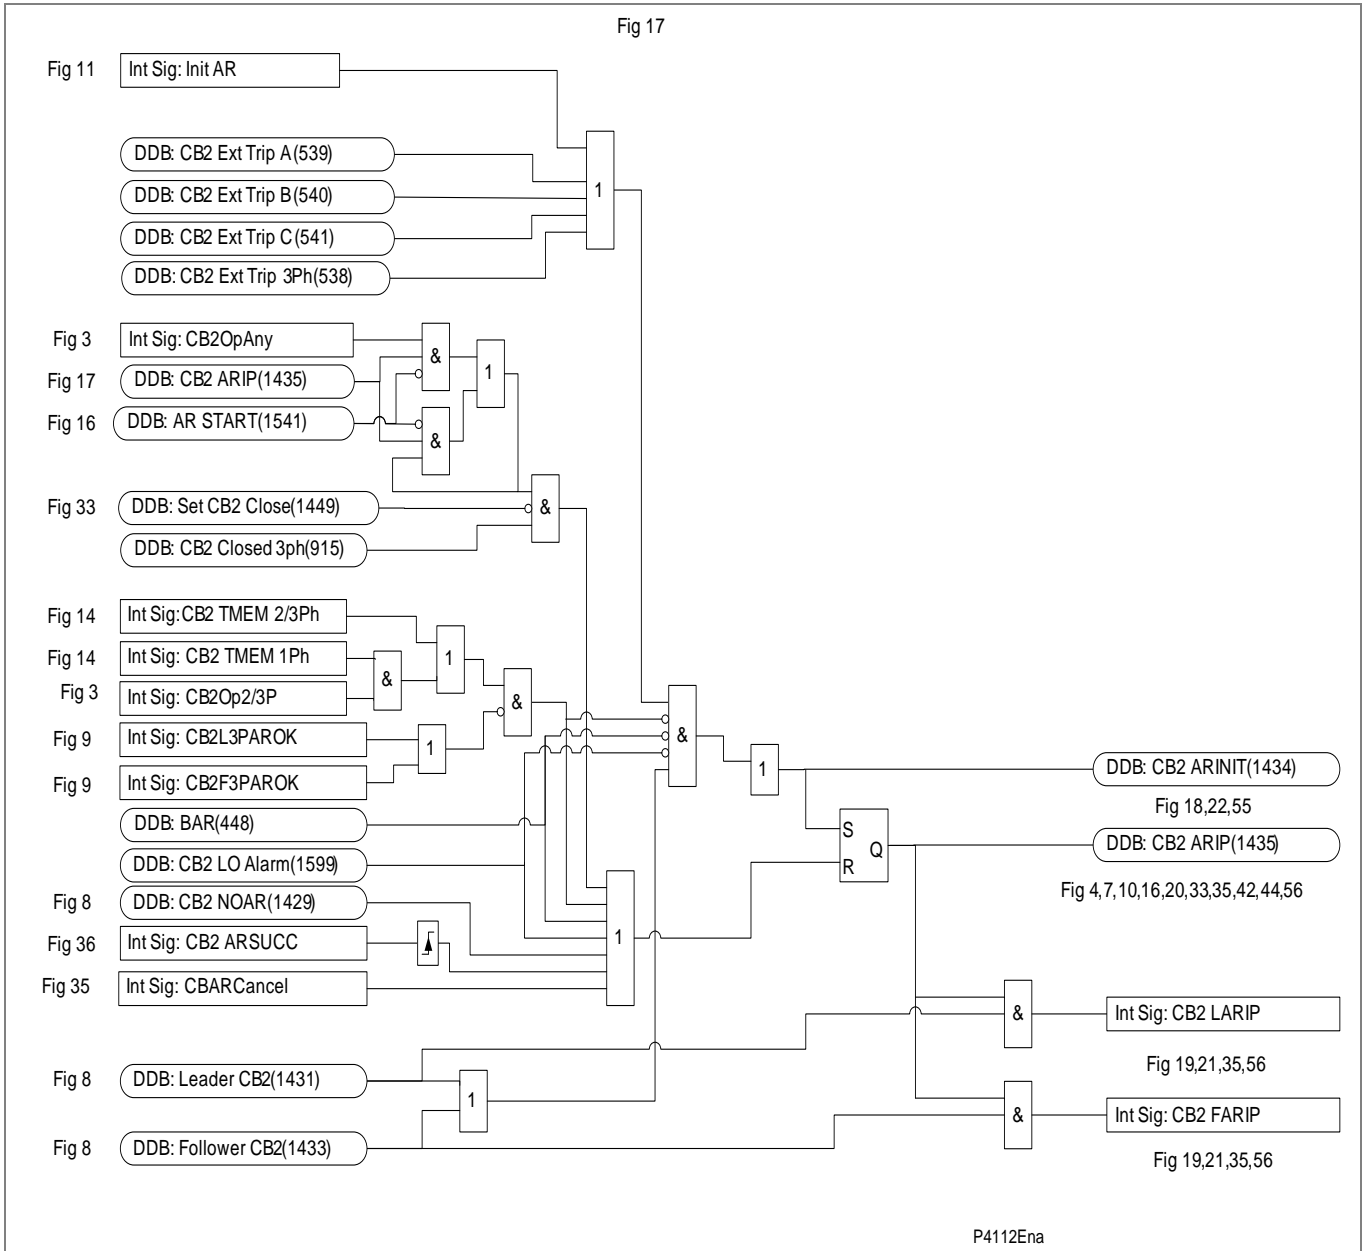 Fig 17
Fig 11 Int Sig: Init AR
DDB: CB2 Ext Trip A(539)
DDB: CB2 Ext Trip B(540)
1
DDB: CB2 Ext Trip C(541)
DDB: CB2 Ext Trip 3Ph(538)
Fig 3 Int Sig: CB2OpAny
&
1
Fig 17 DDB: CB2 ARIP(1435)
Fig 16 DDB: AR START(1541)
&
Fig 33 DDB: Set CB2 Close(1449)
&
DDB: CB2 Closed 3ph(915)
Fig 14 Int Sig:CB2 TMEM 2/3Ph
Fig 14 Int Sig: CB2 TMEM 1Ph
1
&
Fig 3 Int Sig: CB2Op2/3P
&
Fig 9 Int Sig: CB2L3PAROK
1
&
1
Fig 9 Int Sig: CB2F3PAROK
DDB: CB2 ARINIT(1434)
Fig 18,22,55
DDB: BAR(448)
S
Q
R
DDB: CB2 ARIP(1435)
DDB: CB2 LO Alarm(1599)
Fig 4,7,10,16,20,33,35,42,44,56
Fig 8 DDB: CB2 NOAR(1429)
Fig 36 Int Sig: CB2 ARSUCC
1
Fig 35 Int Sig: CBARCancel
&
Int Sig: CB2 LARIP
Fig 19,21,35,56
Fig 8 DDB: Leader CB2(1431)
1
&
Int Sig: CB2 FARIP
Fig 8 DDB: Follower CB2(1433)
Fig 19,21,35,56
P4112Ena